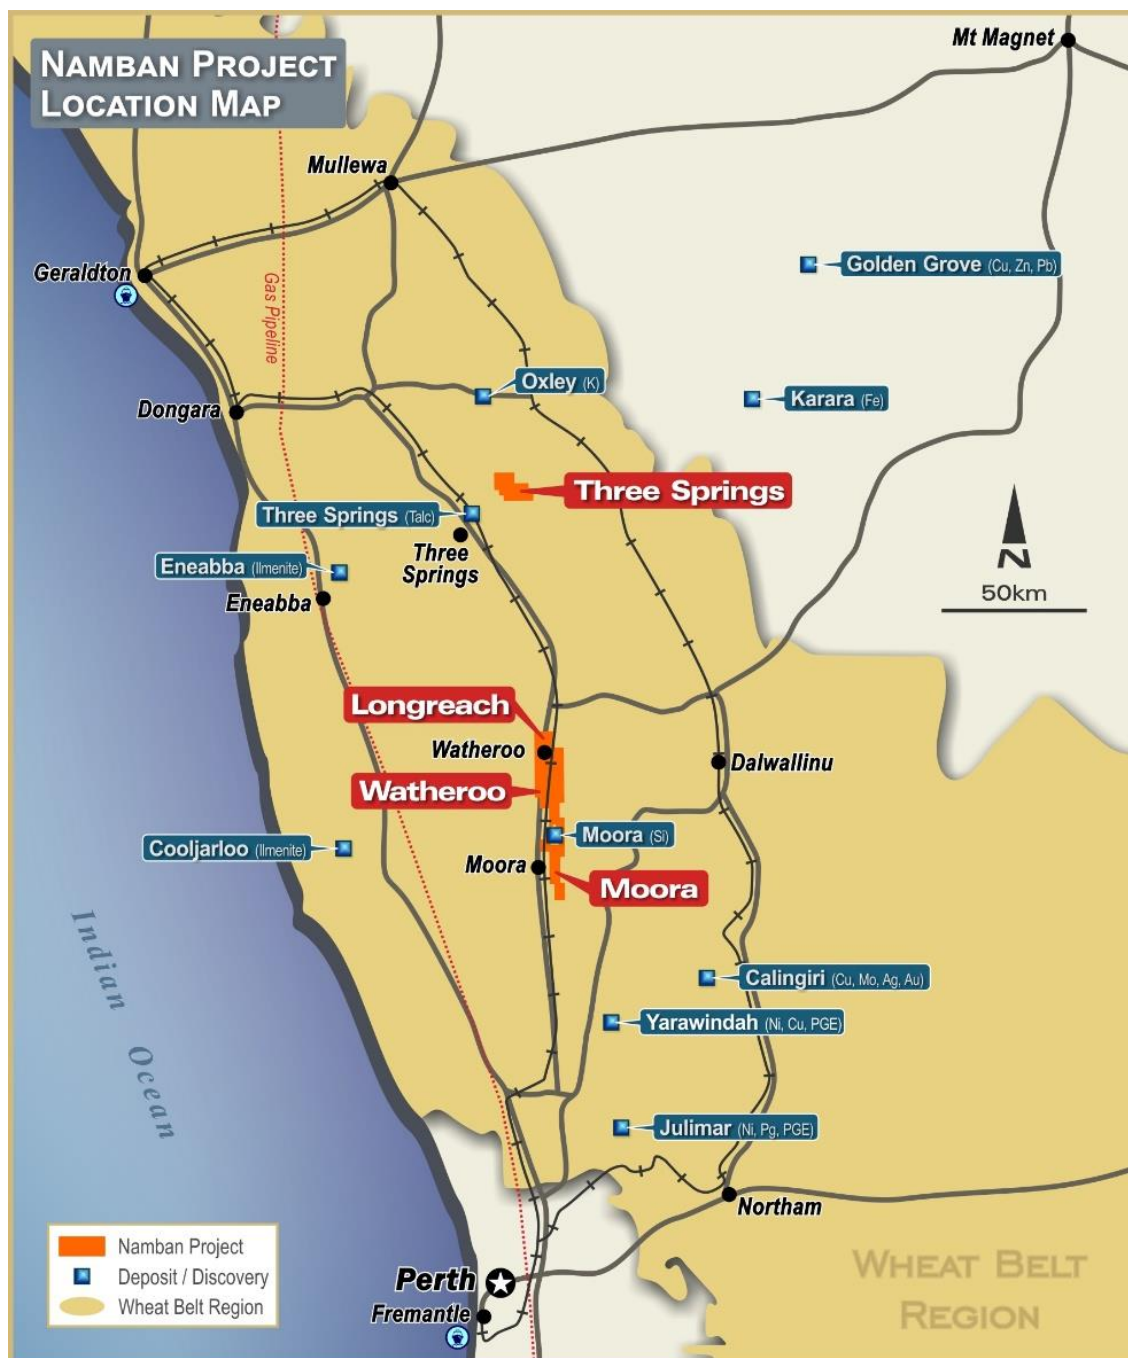 NAMBAN PROJECT
LOCATION MAP
Mt Magnet
Mullewa
Geraldton
Gas Pipeline
Golden Grove (Cu, Zn, Pb)
Oxley (K)
Karara (Fe)
Dongara
Three Springs
Three Springs (Talc)
Three
Springs
Eneabba (Ilmenite)
Eneabba
N
50km
Longreach
Watheroo
Dalwallinu
Watheroo
Moora (Si)
Cooljarloo (Ilmenite)
Moora
Moora
Indian Ocean
Calingiri (Cu, Mo, Ag, Au)
Yarawindah (Ni, Cu, PGE)
Julimar (Ni, Pg, PGE)
Northam
Namban Project
Deposit / Discovery
Wheat Belt Region
Perth
Fremantle
WHEAT BELT
REGION